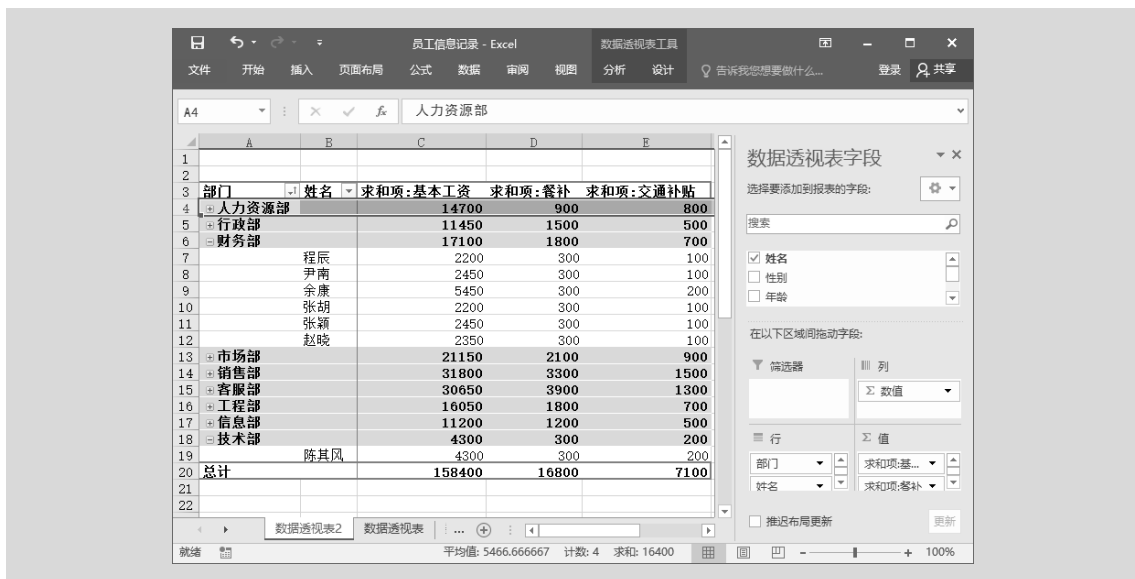 员工信息记录 - Excel 数据透视表工具
文件 开始 插入 页面布局 公式 数据 审阅 视图 分析 设计 告诉我您想要做什么... 登录 共享
A4 fx 人力资源部
A B C D E
1
2
3 部门 姓名 求和项:基本工资 求和项:餐补 求和项:交通补贴
4 人力资源部 14700 900 800
5 行政部 11450 1500 500
6 财务部 17100 1800 700
7 程辰 2200 300 100
8 尹南 2450 300 100
9 余康 5450 300 200
10 张胡 2200 300 100
11 张颖 2450 300 100
12 赵晓 2350 300 100
13 市场部 21150 2100 900
14 销售部 31800 3300 1500
15 客服部 30650 3900 1300
16 工程部 16050 1800 700
17 信息部 11200 1200 500
18 技术部 4300 300 200
19 陈其风 4300 300 200
20 总计 158400 16800 7100
21
22
数据透视表2 数据透视表 ...
就绪 平均值: 5466.666667 计数: 4 求和: 16400 100%
数据透视表字段
选择要添加到报表的字段:
搜索
姓名
性别
年龄
在以下区域间拖动字段:
筛选器 列
Σ 数值
行 Σ 值
部门 求和项:基...
姓名 求和项:餐补
推迟布局更新 更新